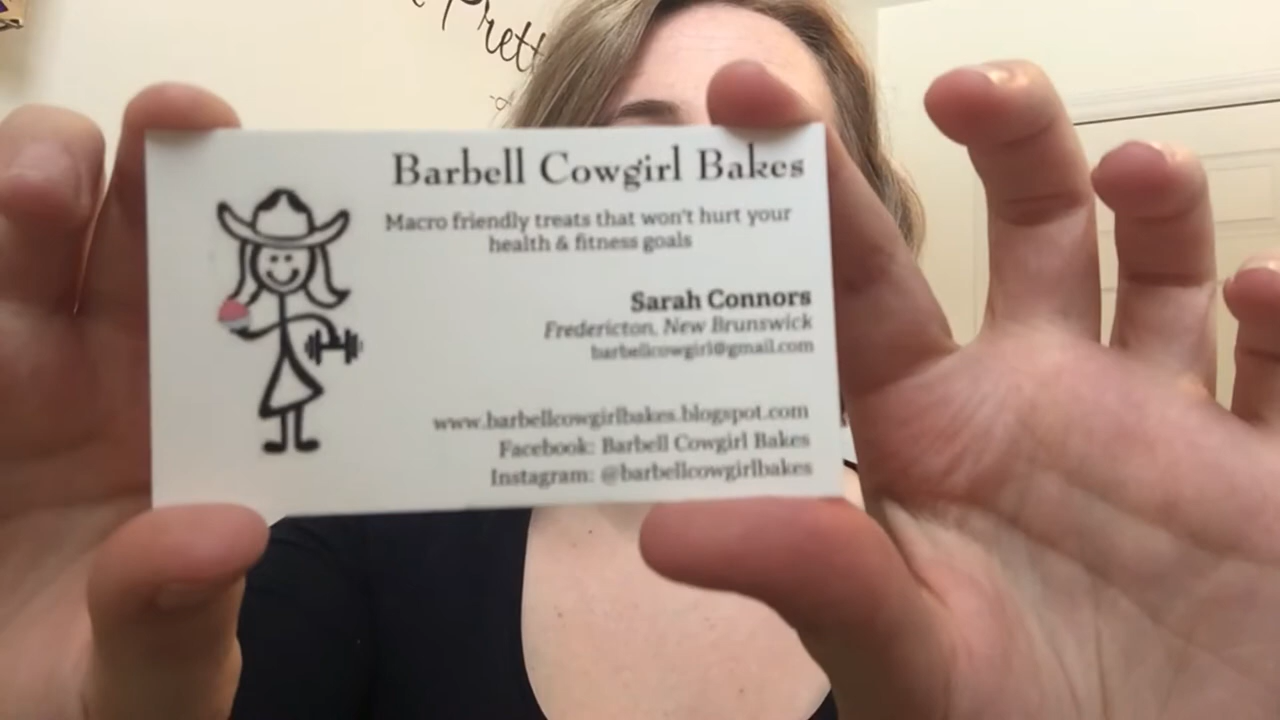 Prett
Barbell Cowgirl Bakes
Macro friendly treats that won't hurt your
health & fitness goals
Sarah Connors
Fredericton, New Brunswick
barbellcowgirl@gmail.com
www.barbellcowgirlbakes.blogspot.com
Facebook: Barbell Cowgirl Bakes
Instagram: @barbellcowgirlbakes